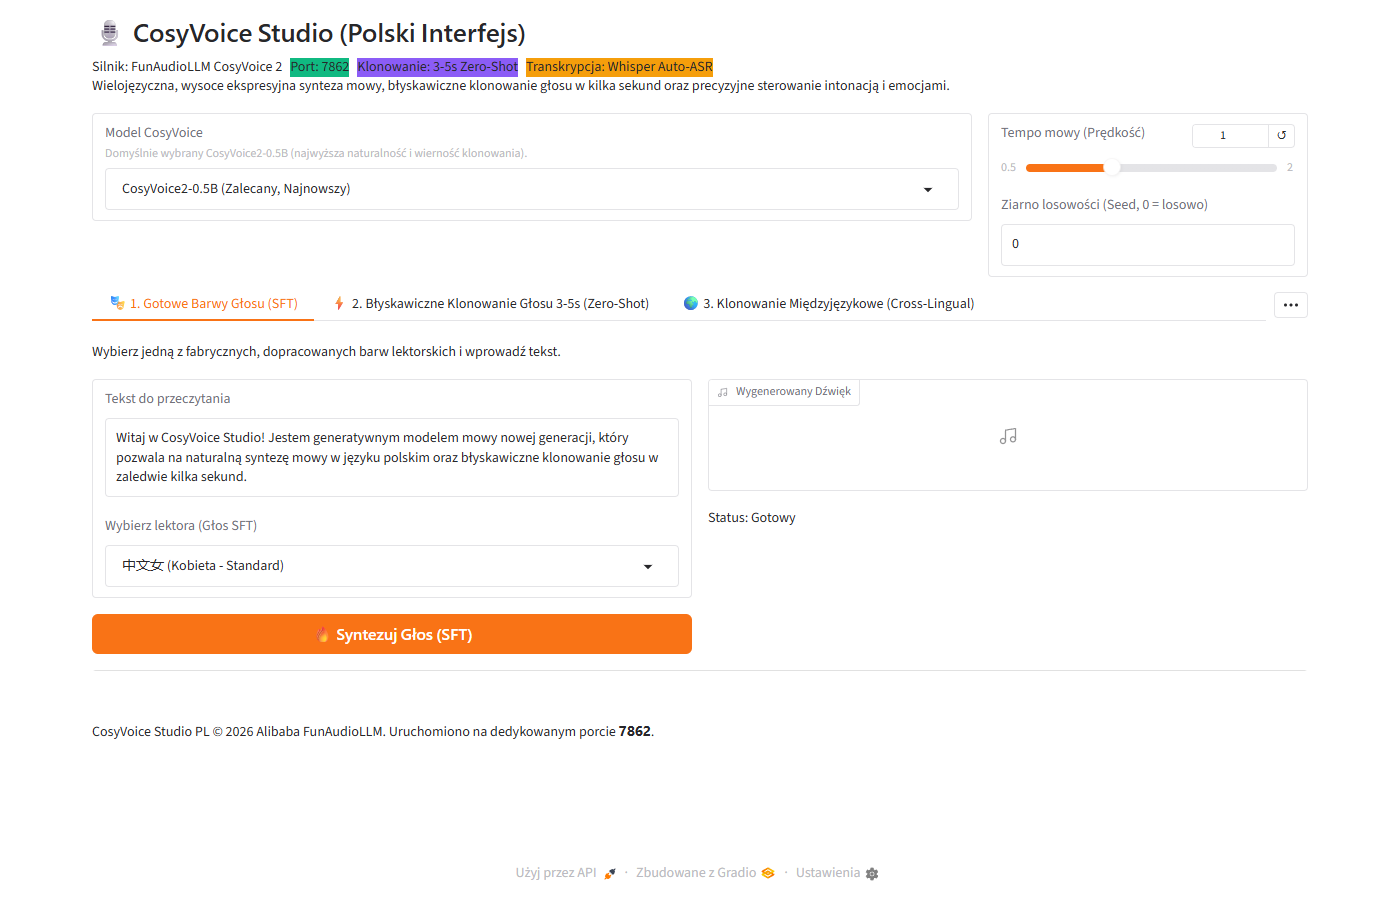 CosyVoice Studio (Polski Interfejs)
Silnik: FunAudioLLM CosyVoice 2 Port: 7862 Klonowanie: 3-5s Zero-Shot Transkrypcja: Whisper Auto-ASR
Wielojęzyczna, wysoce ekspresyjna synteza mowy, błyskawiczne klonowanie głosu w kilka sekund oraz precyzyjne sterowanie intonacją i emocjami.
Model CosyVoice
Domyślnie wybrany CosyVoice2-0.5B (najwyższa naturalność i wierność klonowania).
CosyVoice2-0.5B (Zalecany, Najnowszy)
Tempo mowy (Prędkość)
1
0.5
2
Ziarno losowości (Seed, 0 = losowo)
0
1. Gotowe Barwy Głosu (SFT)
2. Błyskawiczne Klonowanie Głosu 3-5s (Zero-Shot)
3. Klonowanie Międzyjęzykowe (Cross-Lingual)
Wybierz jedną z fabrycznych, dopracowanych barw lektorskich i wprowadź tekst.
Tekst do przeczytania
Witaj w CosyVoice Studio! Jestem generatywnym modelem mowy nowej generacji, który
pozwala na naturalną syntezę mowy w języku polskim oraz błyskawiczne klonowanie głosu w
zaledwie kilka sekund.
Wybierz lektora (Głos SFT)
中文女 (Kobieta - Standard)
Syntezuj Głos (SFT)
Wygenerowany Dźwięk
Status: Gotowy
CosyVoice Studio PL © 2026 Alibaba FunAudioLLM. Uruchomiono na dedykowanym porcie 7862.
Użyj przez API · Zbudowane z Gradio · Ustawienia